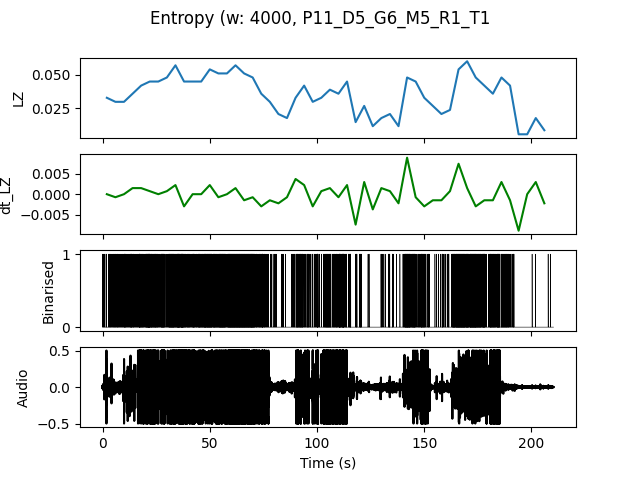 Entropy (w: 4000, P11_D5_G6_M5_R1_T1
LZ
0.050
0.025
dt_LZ
0.005
0.000
−0.005
Binarised
1
0
Audio
0.5
0.0
−0.5
0 50 100 150 200
Time (s)